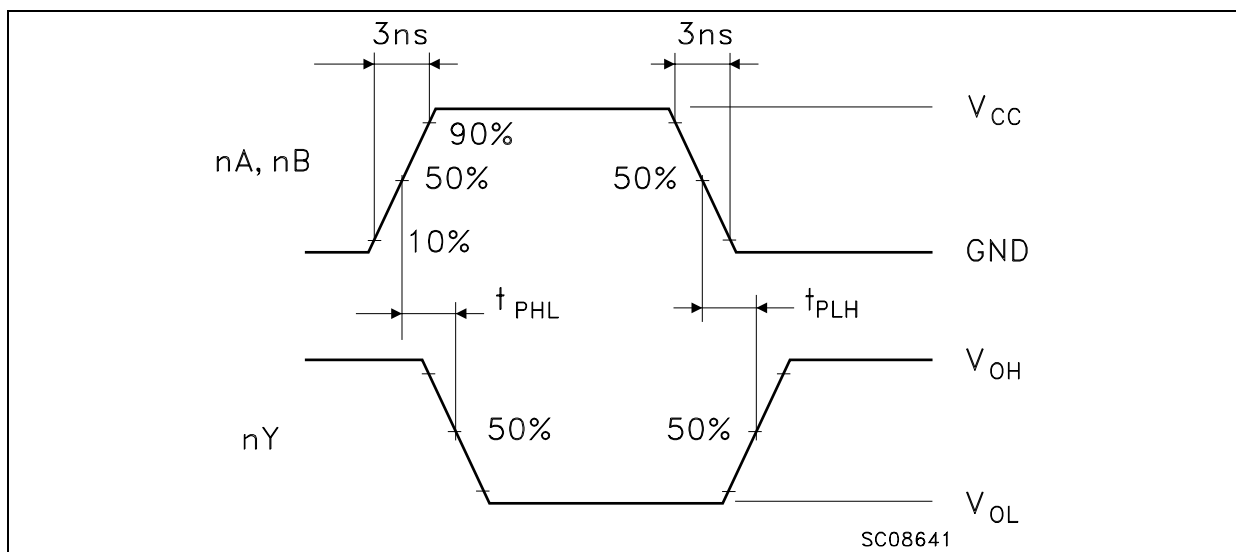 3ns 3ns
V_CC
90%
nA, nB
50% 50%
10%
GND
t_PHL t_PLH
V_OH
50% 50%
nY
V_OL
SC08641